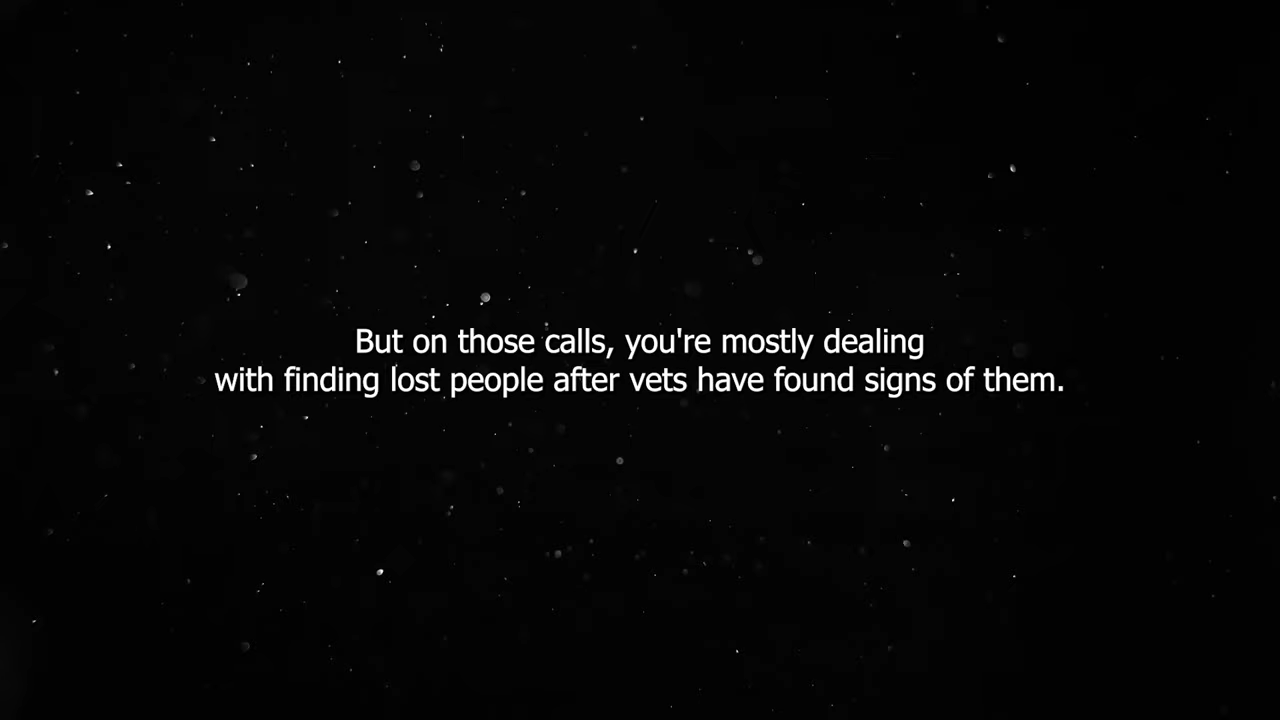 But on those calls, you're mostly dealing
with finding lost people after vets have found signs of them.